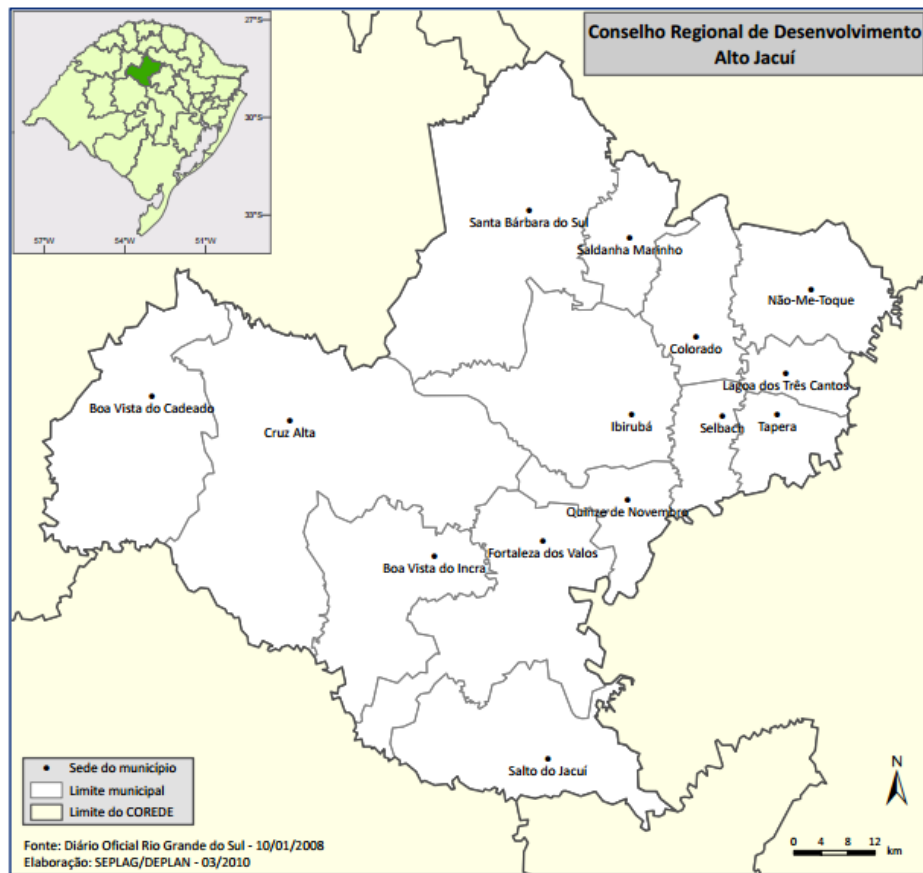 Conselho Regional de Desenvolvimento
Alto Jacuí
27°S
30°S
33°S
57°W
54°W
51°W
Santa Bárbara do Sul
Saldanha Marinho
Não-Me-Toque
Colorado
Lagoa dos Três Cantos
Boa Vista do Cadeado
Cruz Alta
Ibirubá
Selbach
Tapera
Quinze de Novembro
Fortaleza dos Valos
Boa Vista do Incra
Salto do Jacuí
Sede do município
Limite municipal
Limite do COREDE
N
0 4 8 12
km
Fonte: Diário Oficial Rio Grande do Sul - 10/01/2008
Elaboração: SEPLAG/DEPLAN - 03/2010